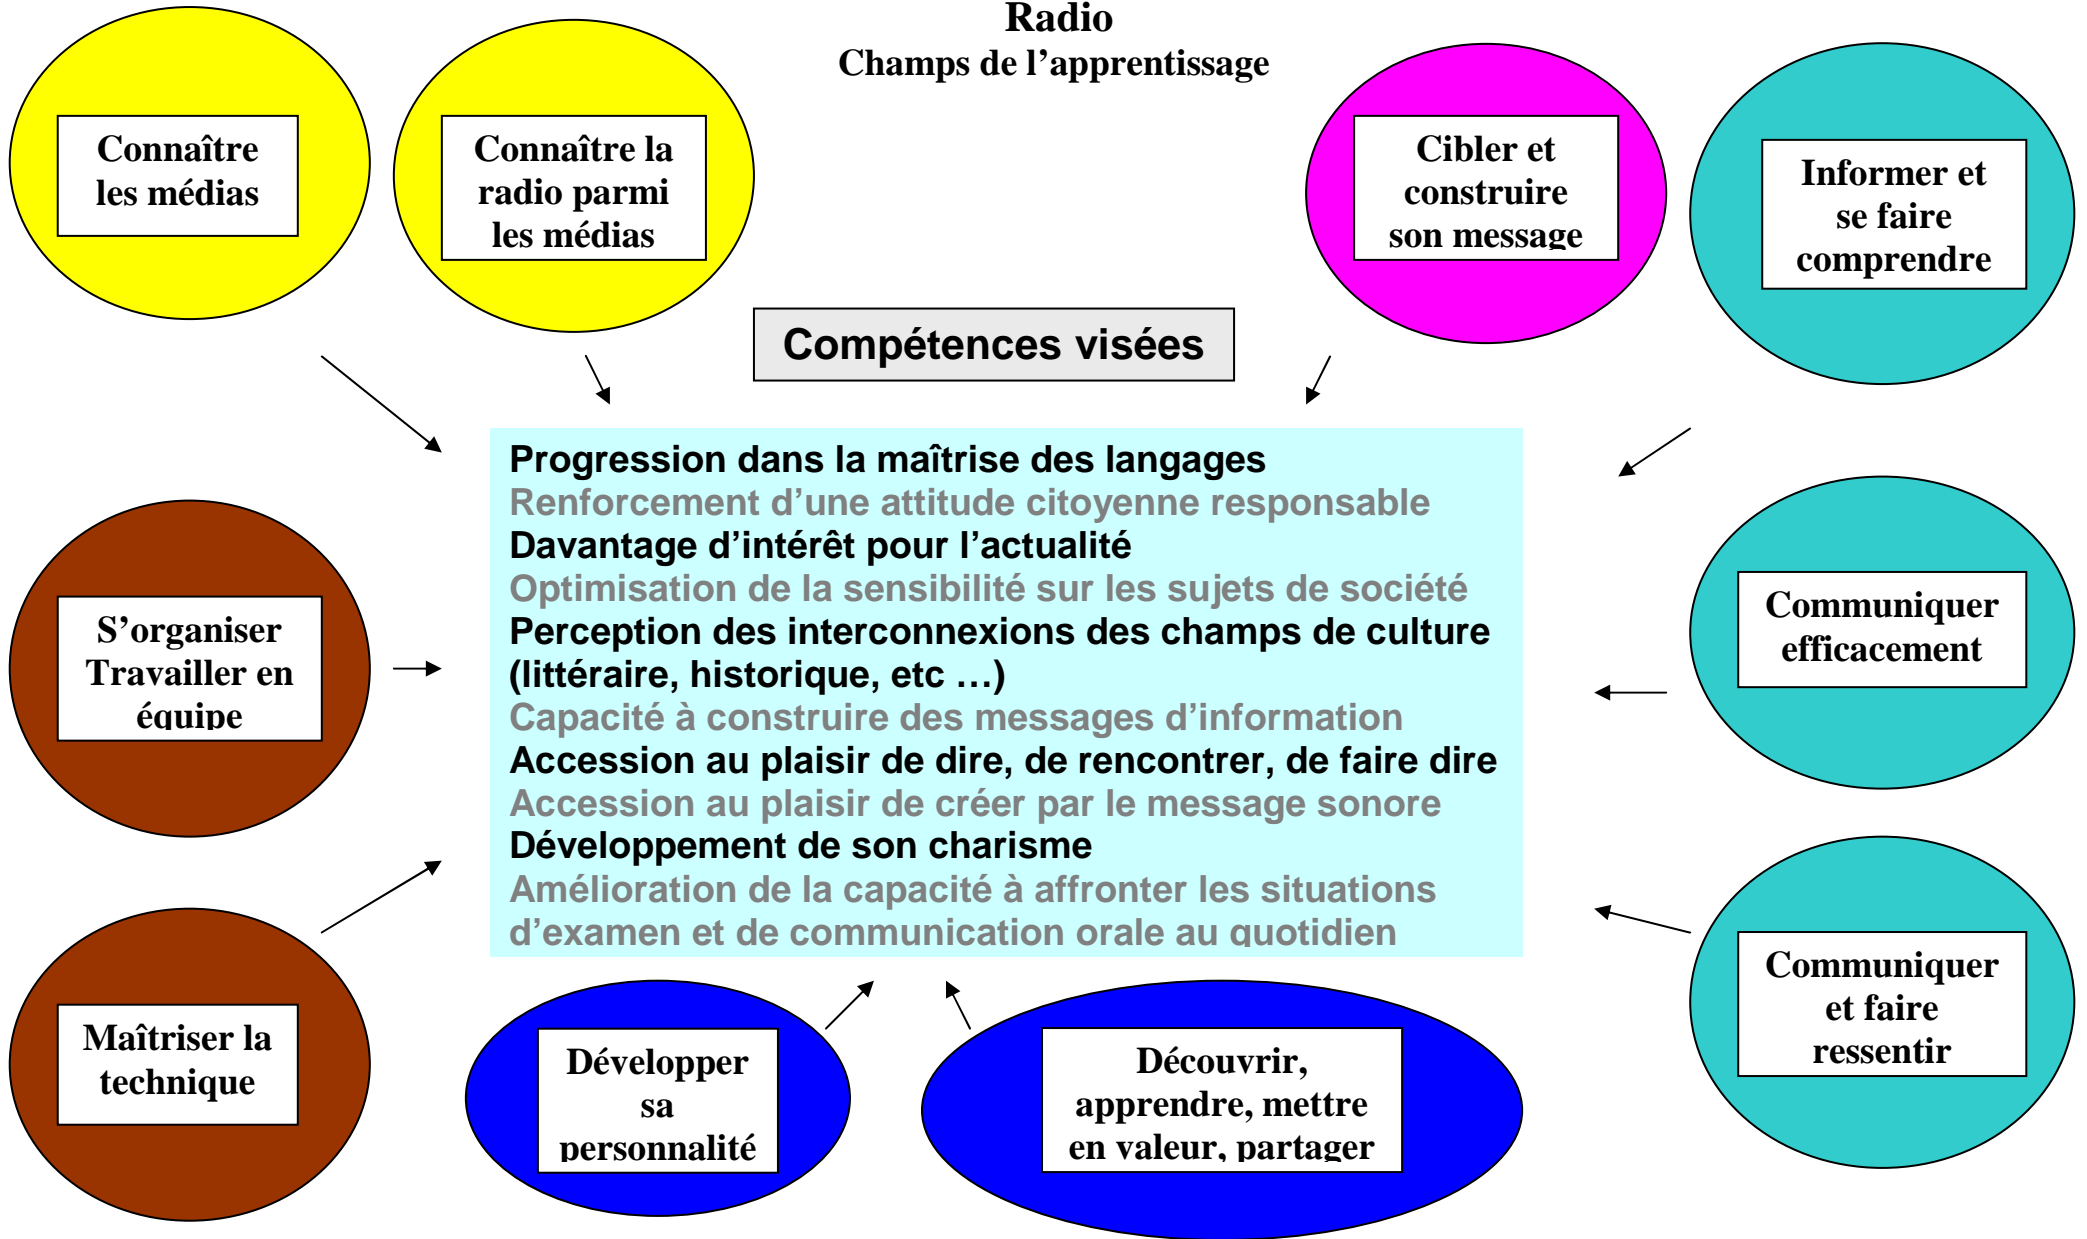 Radio
Champs de l’apprentissage
Connaître
les médias
Connaître la
radio parmi
les médias
Cibler et
construire
son message
Informer et
se faire
comprendre
Compétences visées
Progression dans la maîtrise des langages
Renforcement d’une attitude citoyenne responsable
Davantage d’intérêt pour l’actualité
Optimisation de la sensibilité sur les sujets de société
Perception des interconnexions des champs de culture
(littéraire, historique, etc …)
Capacité à construire des messages d’information
Accession au plaisir de dire, de rencontrer, de faire dire
Accession au plaisir de créer par le message sonore
Développement de son charisme
Amélioration de la capacité à affronter les situations
d’examen et de communication orale au quotidien
S’organiser
Travailler en
équipe
Communiquer
efficacement
Maîtriser la
technique
Développer
sa
personnalité
Découvrir,
apprendre, mettre
en valeur, partager
Communiquer
et faire
ressentir